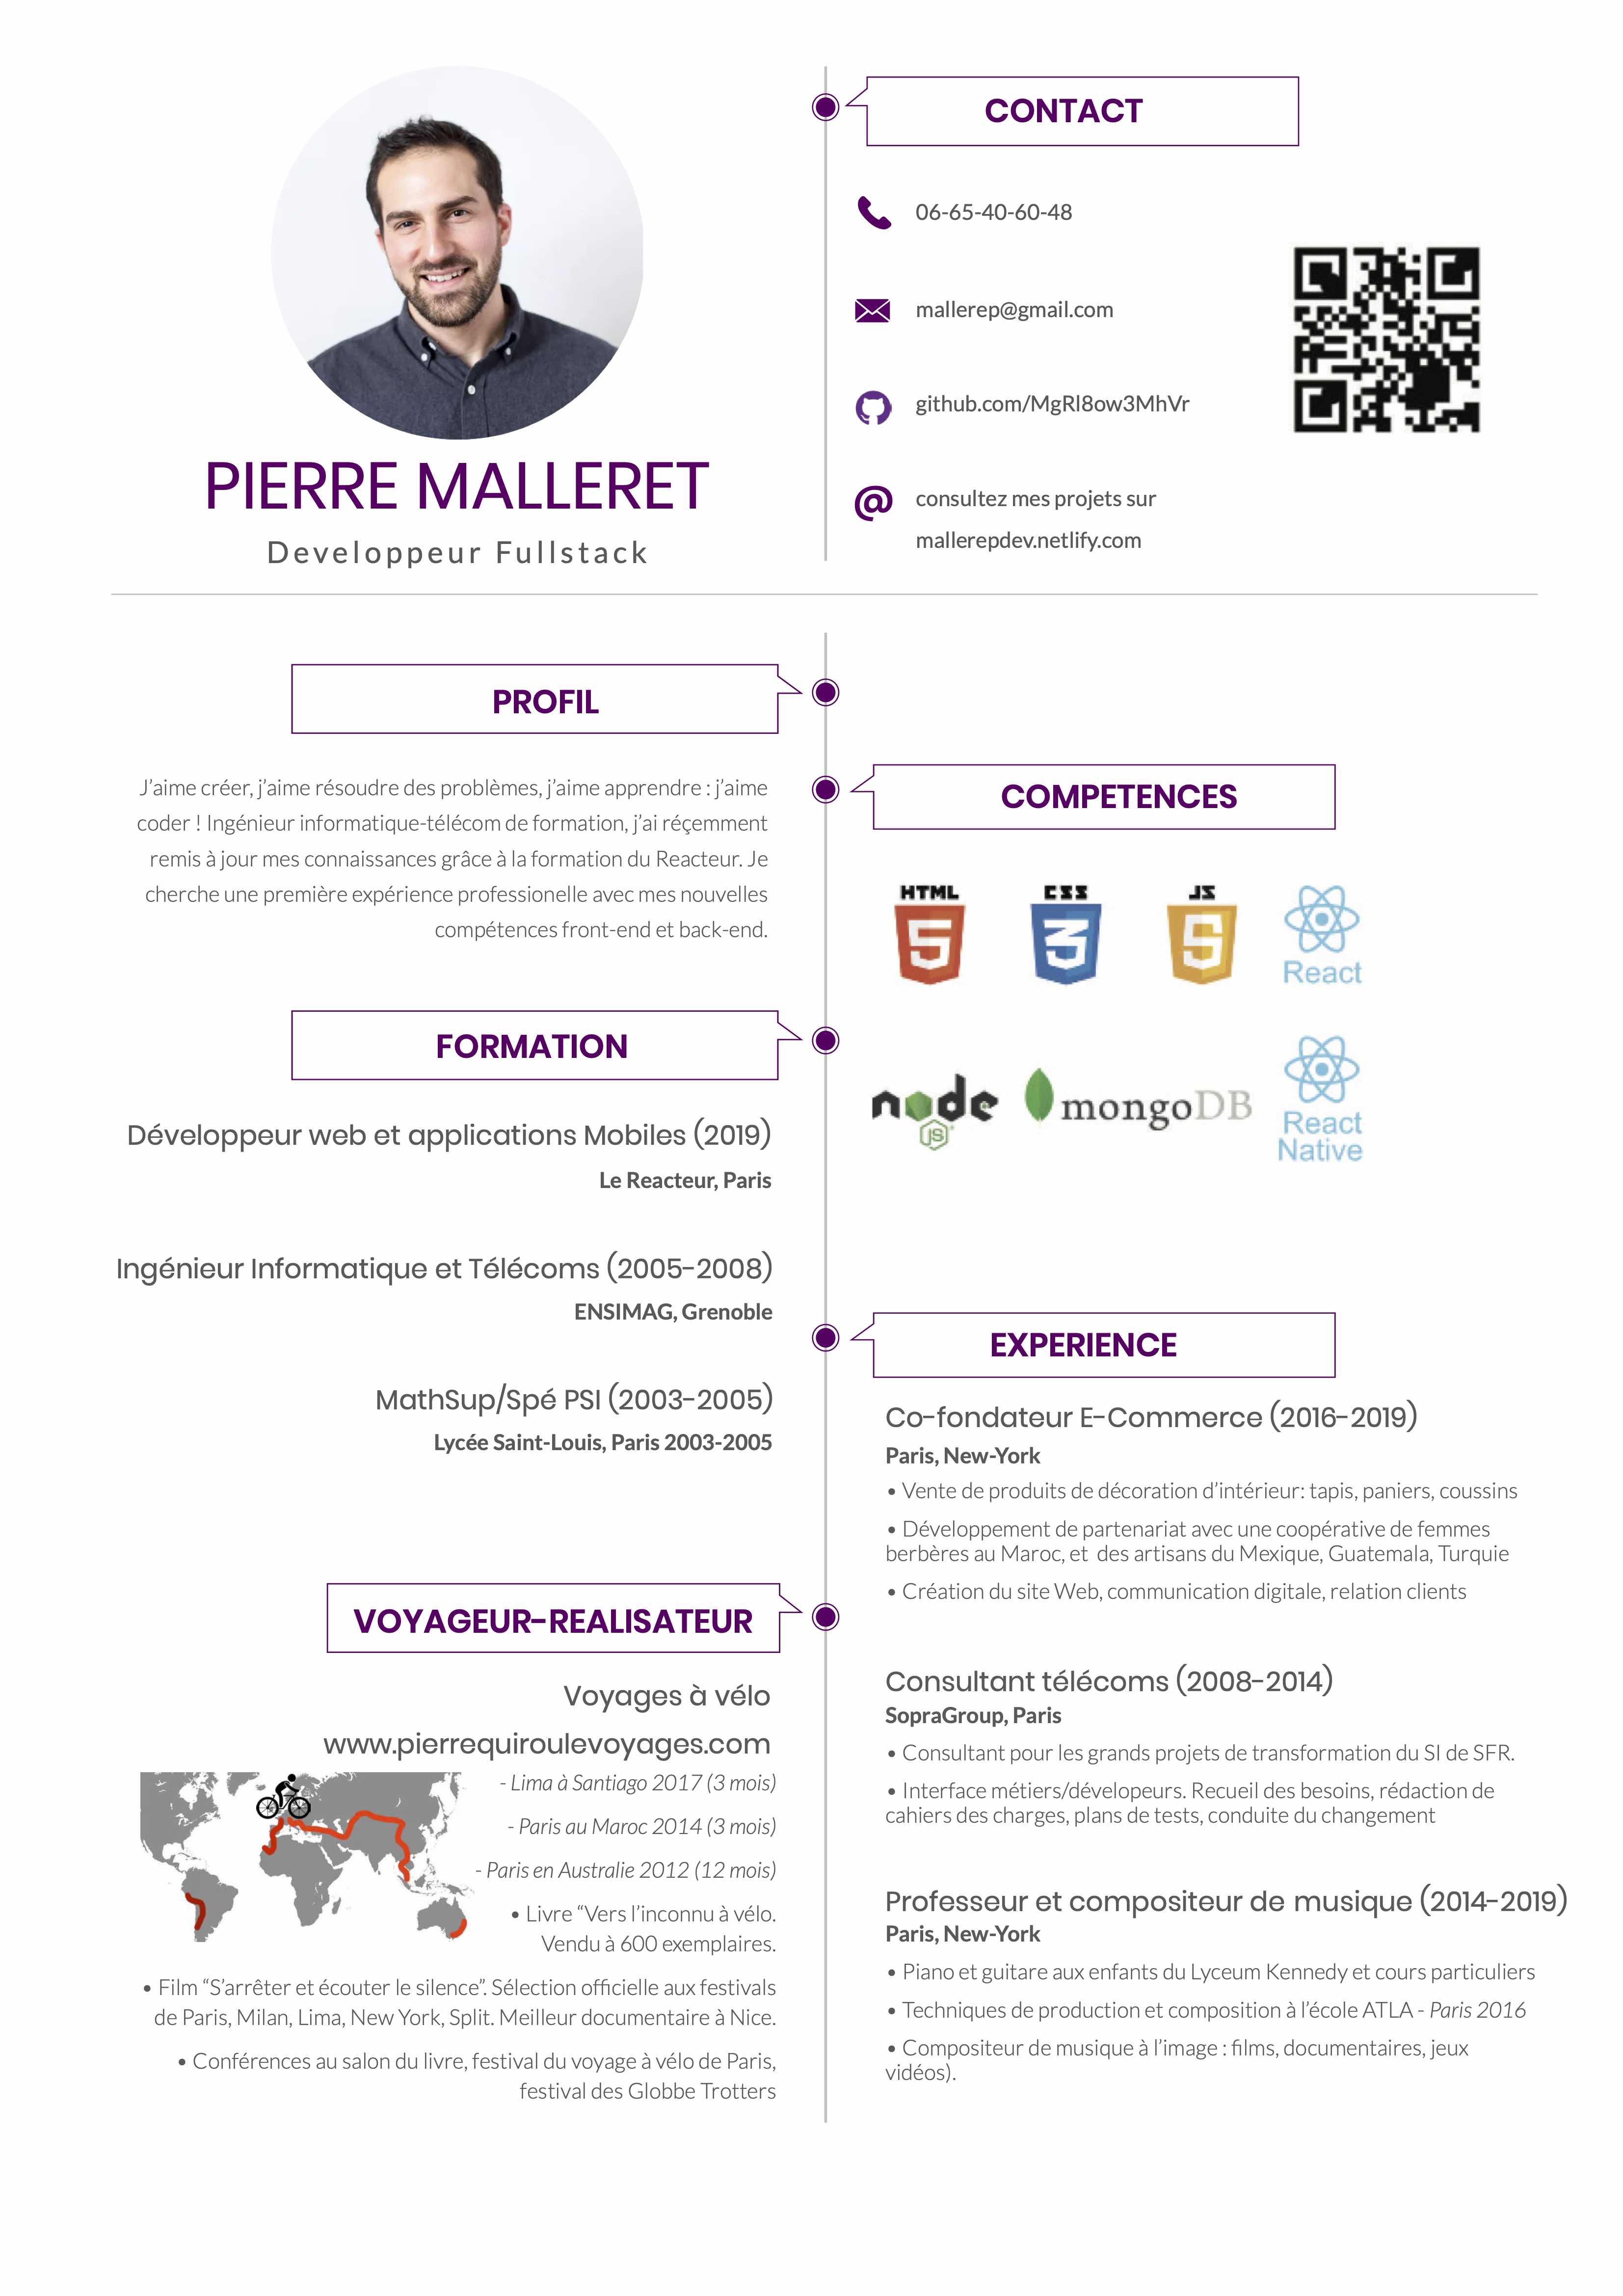 PIERRE MALLERET
Developpeur Fullstack
CONTACT
06-65-40-60-48
mallerep@gmail.com
github.com/MgRl8ow3MhVr
consultez mes projets sur
mallerepdev.netlify.com
PROFIL
J’aime créer, j’aime résoudre des problèmes, j’aime apprendre : j’aime
coder ! Ingénieur informatique-télécom de formation, j’ai réçemment
remis à jour mes connaissances grâce à la formation du Reacteur. Je
cherche une première expérience professionelle avec mes nouvelles
compétences front-end et back-end.
FORMATION
Développeur web et applications Mobiles (2019)
Le Reacteur, Paris
Ingénieur Informatique et Télécoms (2005-2008)
ENSIMAG, Grenoble
MathSup/Spé PSI (2003-2005)
Lycée Saint-Louis, Paris 2003-2005
VOYAGEUR-REALISATEUR
Voyages à vélo
www.pierrequiroulevoyages.com
- Lima à Santiago 2017 (3 mois)
- Paris au Maroc 2014 (3 mois)
- Paris en Australie 2012 (12 mois)
• Livre “Vers l’inconnu à vélo.
Vendu à 600 exemplaires.
• Film “S’arrêter et écouter le silence”. Sélection officielle aux festivals
de Paris, Milan, Lima, New York, Split. Meilleur documentaire à Nice.
• Conférences au salon du livre, festival du voyage à vélo de Paris,
festival des Globbe Trotters
COMPETENCES
HTML CSS JS
5 3 5 React
node mongoDB React
JS Native
EXPERIENCE
Co-fondateur E-Commerce (2016-2019)
Paris, New-York
• Vente de produits de décoration d’intérieur: tapis, paniers, coussins
• Développement de partenariat avec une coopérative de femmes
berbères au Maroc, et des artisans du Mexique, Guatemala, Turquie
• Création du site Web, communication digitale, relation clients
Consultant télécoms (2008-2014)
SopraGroup, Paris
• Consultant pour les grands projets de transformation du SI de SFR.
• Interface métiers/dévelopeurs. Recueil des besoins, rédaction de
cahiers des charges, plans de tests, conduite du changement
Professeur et compositeur de musique (2014-2019)
Paris, New-York
• Piano et guitare aux enfants du Lyceum Kennedy et cours particuliers
• Techniques de production et composition à l’école ATLA - Paris 2016
• Compositeur de musique à l’image : films, documentaires, jeux
vidéos).